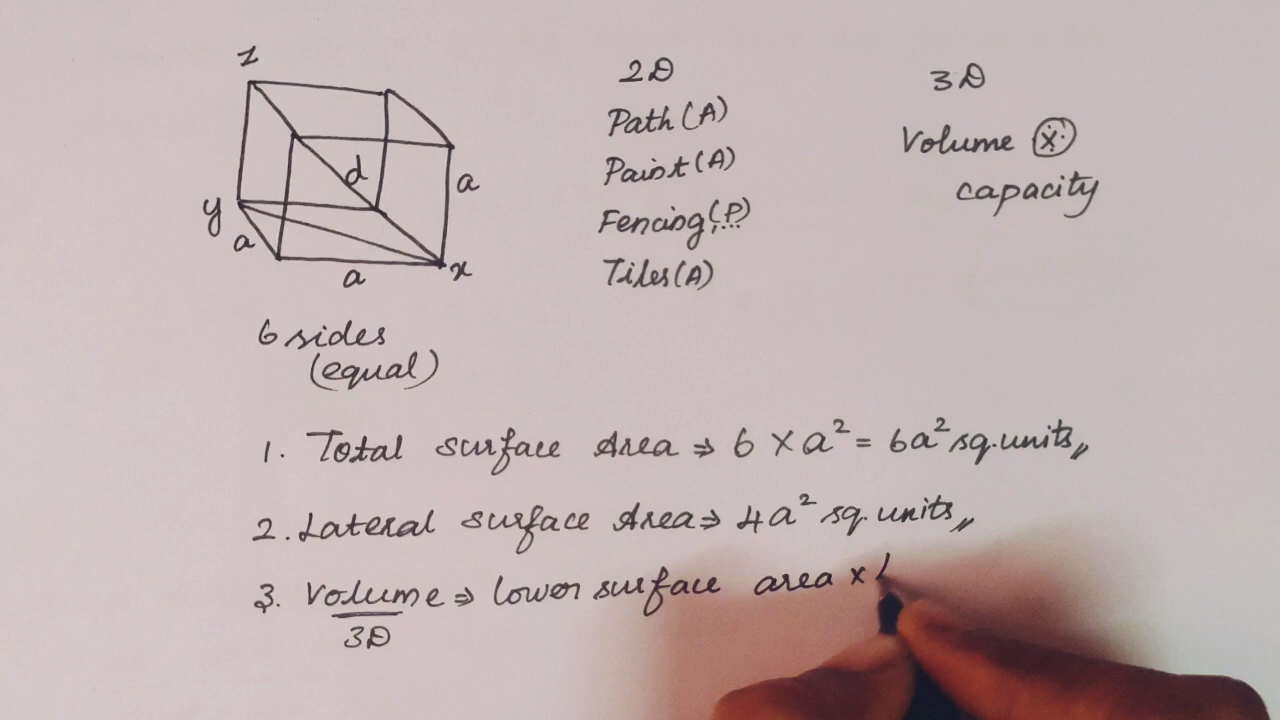 z
d
a
y
a
a
x
2D
Path (A)
Paint (A)
Fencing (P)
Tiles (A)
3D
Volume (x)
capacity
6 sides
(equal)
1. Total surface Area ⇒ 6 × a² = 6a² sq.units,,
2. Lateral surface Area ⇒ 4a² sq.units,,
3. Volume ⇒ lower surface area ×
3D